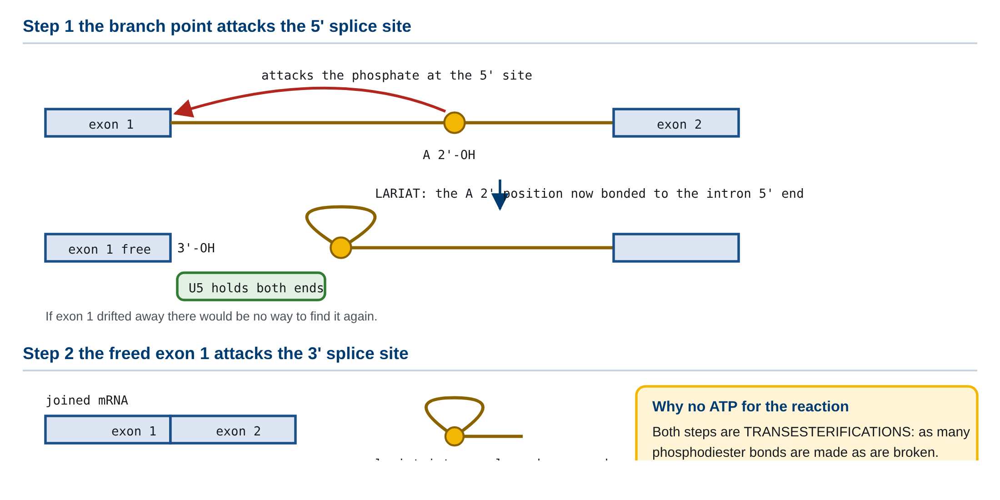 Step 1 the branch point attacks the 5' splice site
attacks the phosphate at the 5' site
exon 1
exon 2
A 2'-OH
LARIAT: the A 2' position now bonded to the intron 5' end
exon 1 free
3'-OH
U5 holds both ends
If exon 1 drifted away there would be no way to find it again.
Step 2 the freed exon 1 attacks the 3' splice site
joined mRNA
exon 1
exon 2
Why no ATP for the reaction
Both steps are TRANSESTERIFICATIONS: as many
phosphodiester bonds are made as are broken.